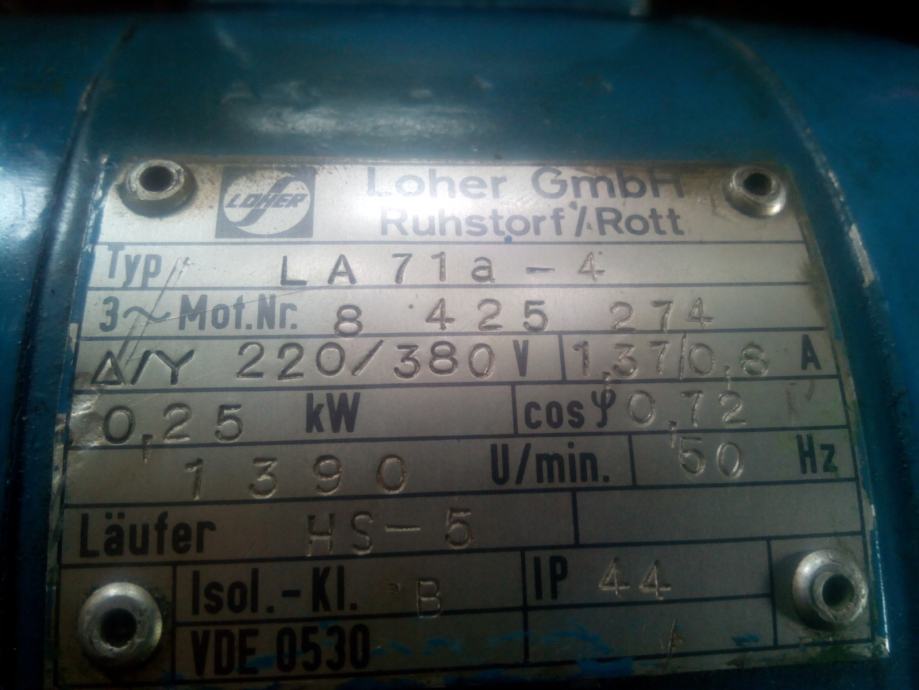 LOHER
Loher GmbH
Ruhstorf/Rott
Typ LA 71a-4
3~ Mot.Nr. 8 425 274
Δ/Y 220/380 V 1,37/0,8 A
0,25 kW cosφ 0,72
1390 U/min. 50 Hz
Läufer HS-5
Isol.-Kl. B IP 44
VDE 0530